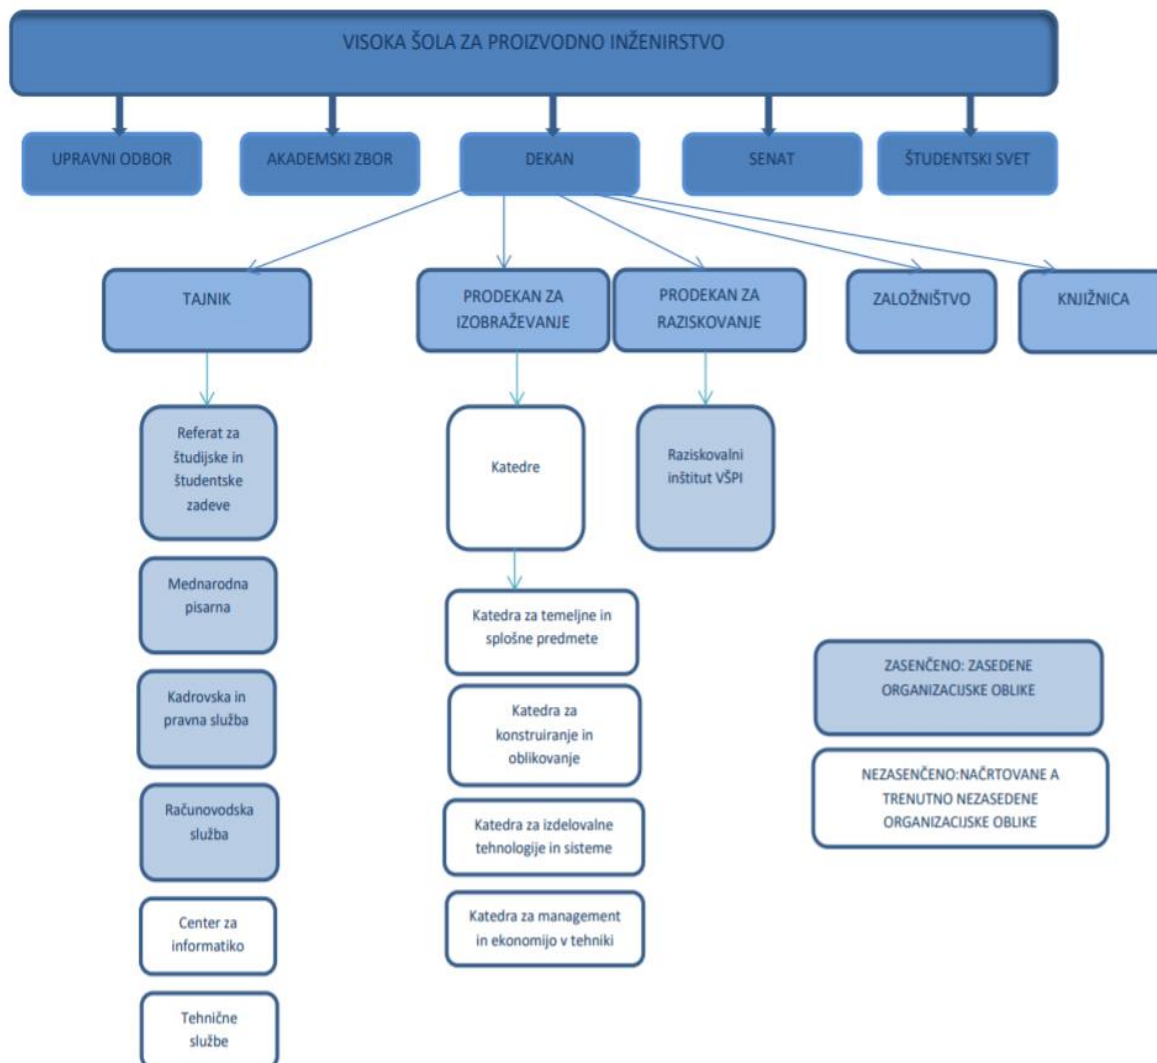 VISOKA ŠOLA ZA PROIZVODNO INŽENIRSTVO
UPRAVNI ODBOR
AKADEMSKI ZBOR
DEKAN
SENAT
ŠTUDENTSKI SVET
TAJNIK
PRODEKAN ZA
IZOBRAŽEVANJE
PRODEKAN ZA
RAZISKOVANJE
ZALOŽNIŠTVO
KNJIŽNICA
Referat za
študijske in
študentske
zadeve
Katedre
Raziskovalni
inštitut VŠPI
Mednarodna
pisarna
Kadrovska in
pravna služba
Računovodska
služba
Center za
informatiko
Tehnične
službe
Katedra za temeljne in
splošne predmete
Katedra za
konstruiranje in
oblikovanje
Katedra za izdelovalne
tehnologije in sisteme
Katedra za management
in ekonomijo v tehniki
ZASENČENO: ZASEDENE
ORGANIZACIJSKE OBLIKE
NEZASENČENO:NAČRTOVANE A
TRENUTNO NEZASEDENE
ORGANIZACIJSKE OBLIKE